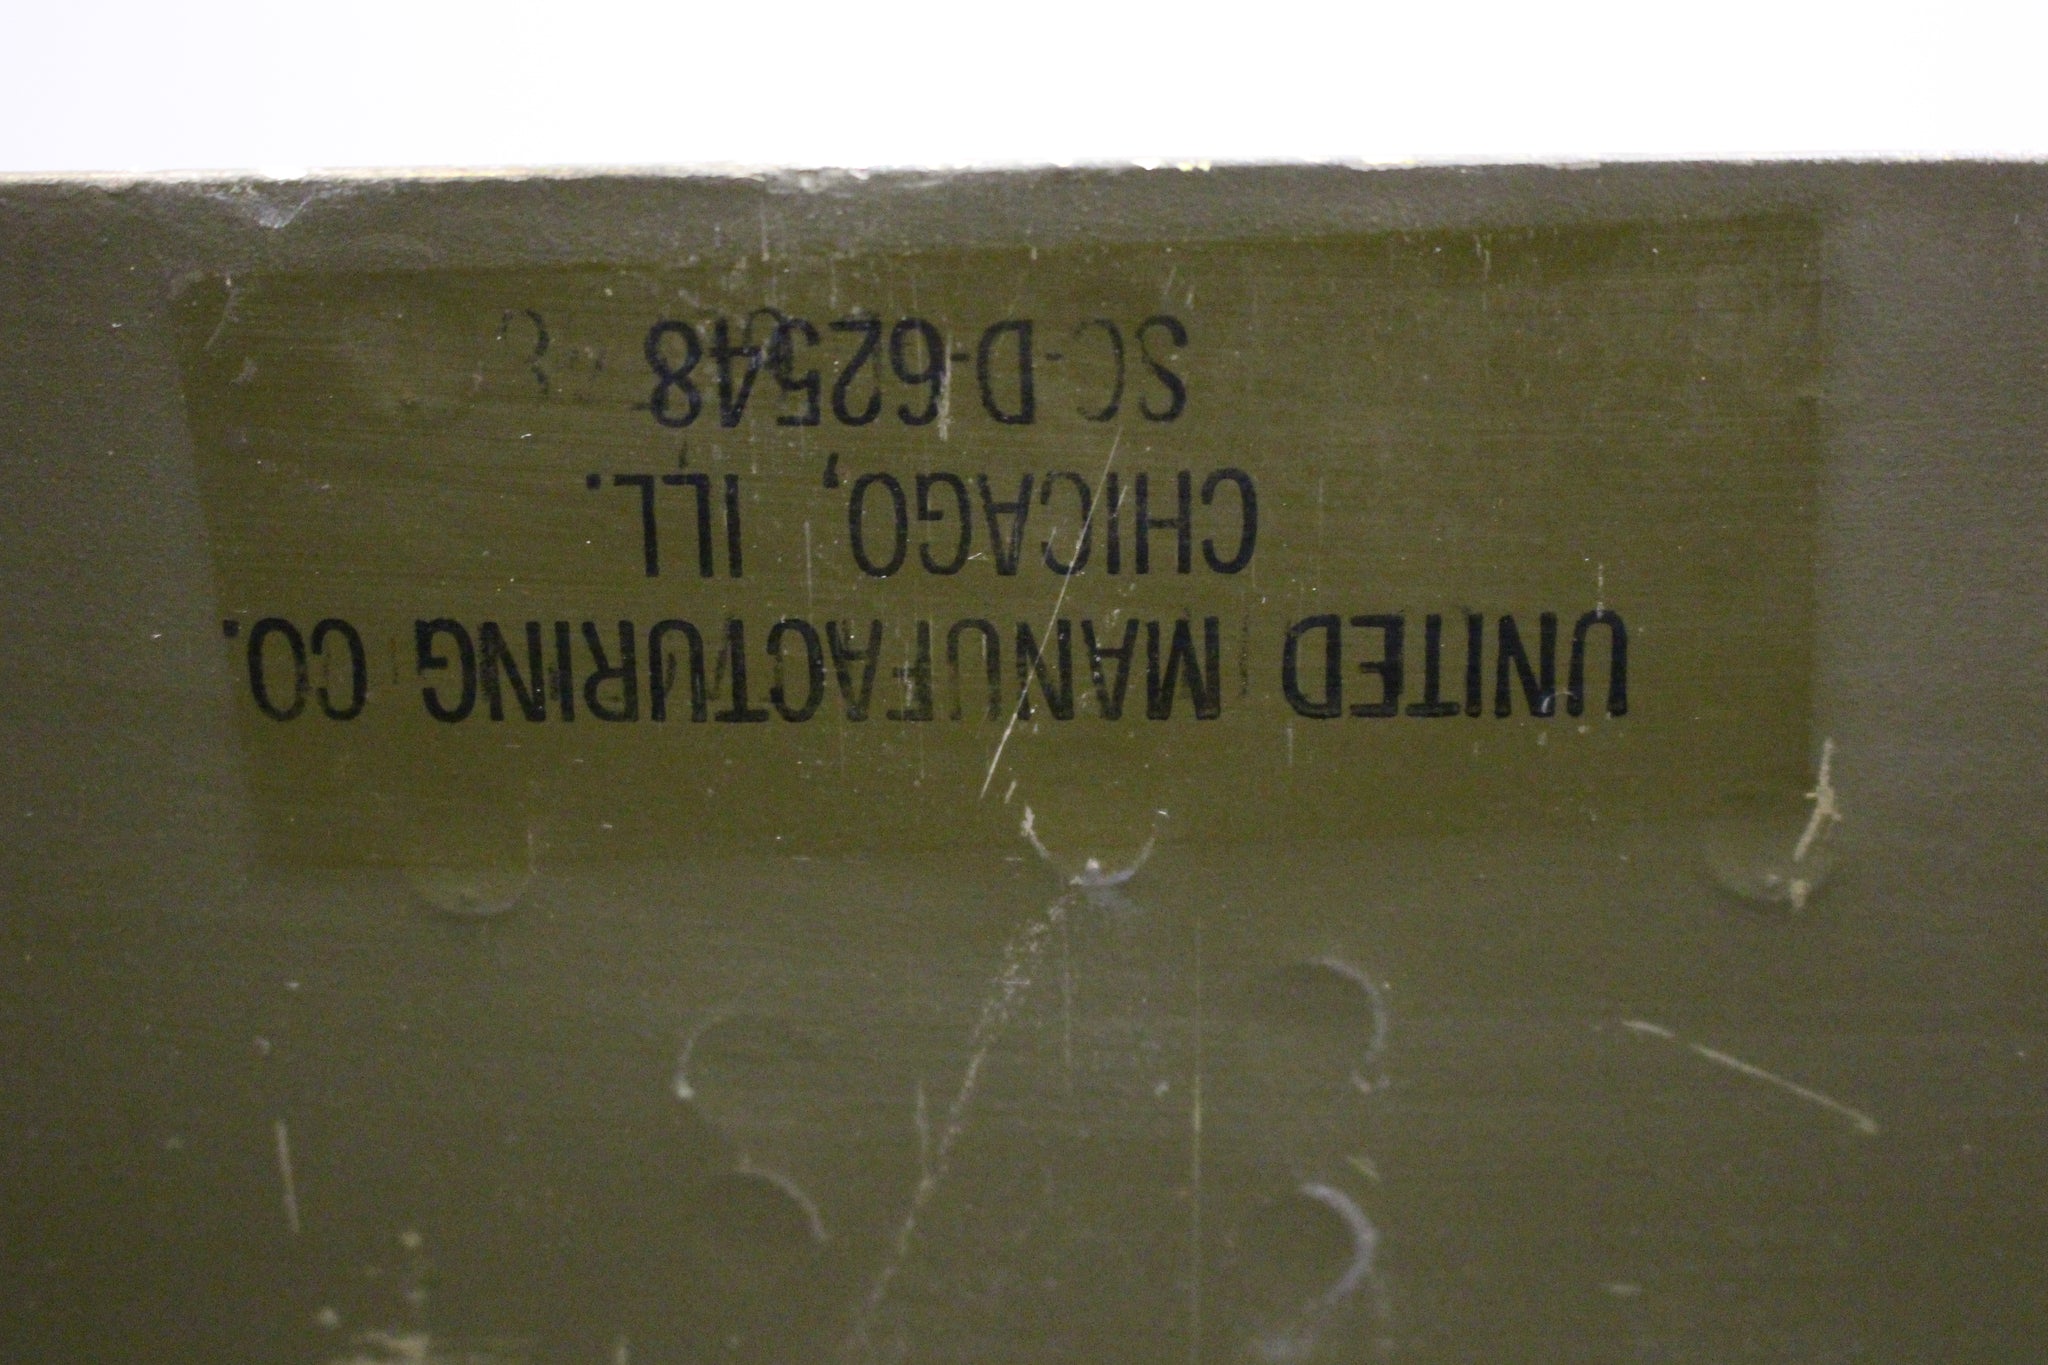 UNITED MANUFACTURING CO.
CHICAGO, ILL.
SC-D-62548